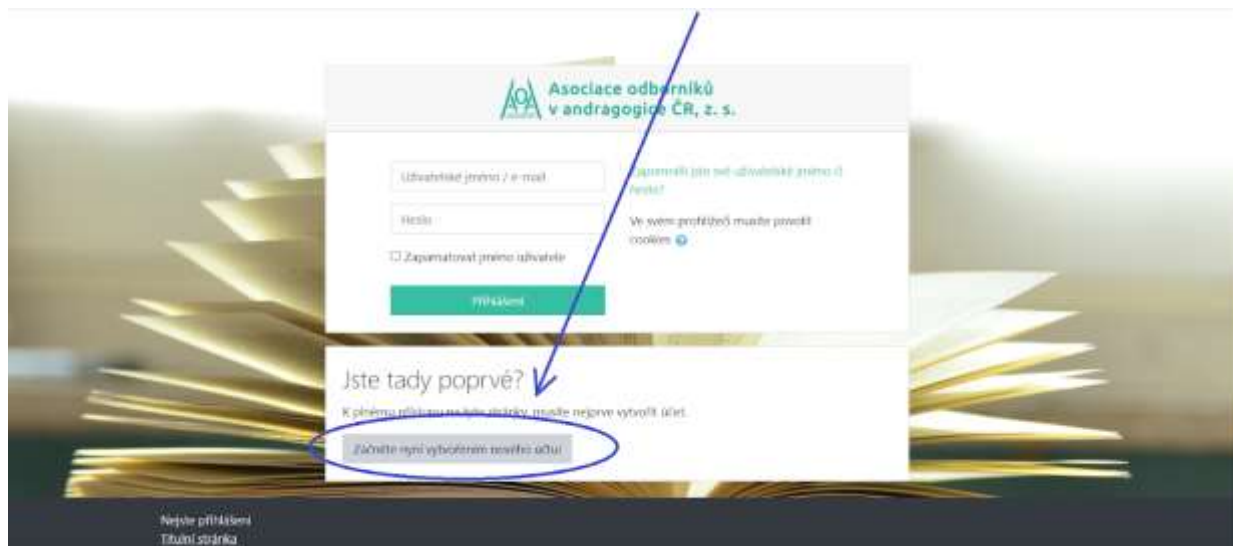 Asociace odborníků
v andragogice ČR, z. s.
Uživatelské jméno / e-mail
Zapomněli jste své uživatelské jméno či
heslo?
Heslo
Ve svém prohlížeči musíte povolit
cookies
Zapamatovat jméno uživatele
Přihlášení
Jste tady poprvé?
K plnému přístupu na tyto stránky, musíte nejprve vytvořit účet.
Začněte nyní vytvořením nového účtu!
Nejste přihlášeni
Titulní stránka